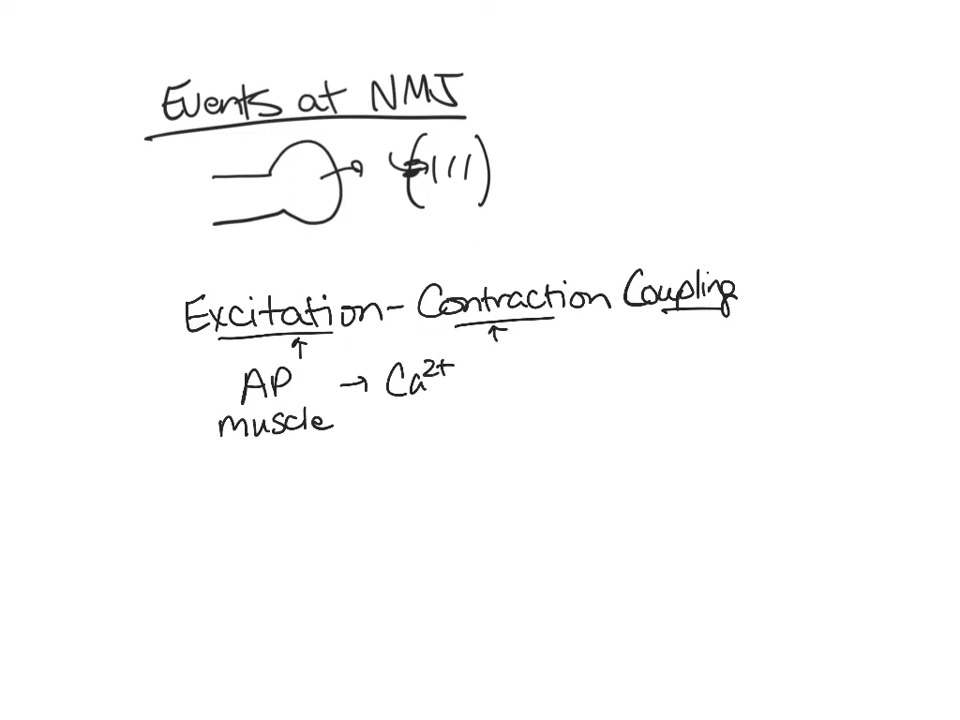 Events at NMJ
Excitation - Contraction Coupling
AP → Ca²⁺
muscle